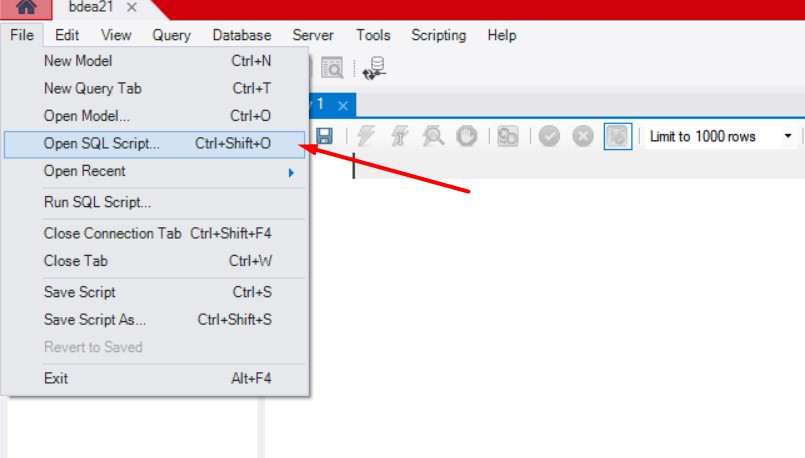 bdea21
File Edit View Query Database Server Tools Scripting Help
New Model Ctrl+N
New Query Tab Ctrl+T
Open Model... Ctrl+O
1
Open SQL Script... Ctrl+Shift+O
Limit to 1000 rows
Open Recent
Run SQL Script...
Close Connection Tab Ctrl+Shift+F4
Close Tab Ctrl+W
Save Script Ctrl+S
Save Script As... Ctrl+Shift+S
Revert to Saved
Exit Alt+F4